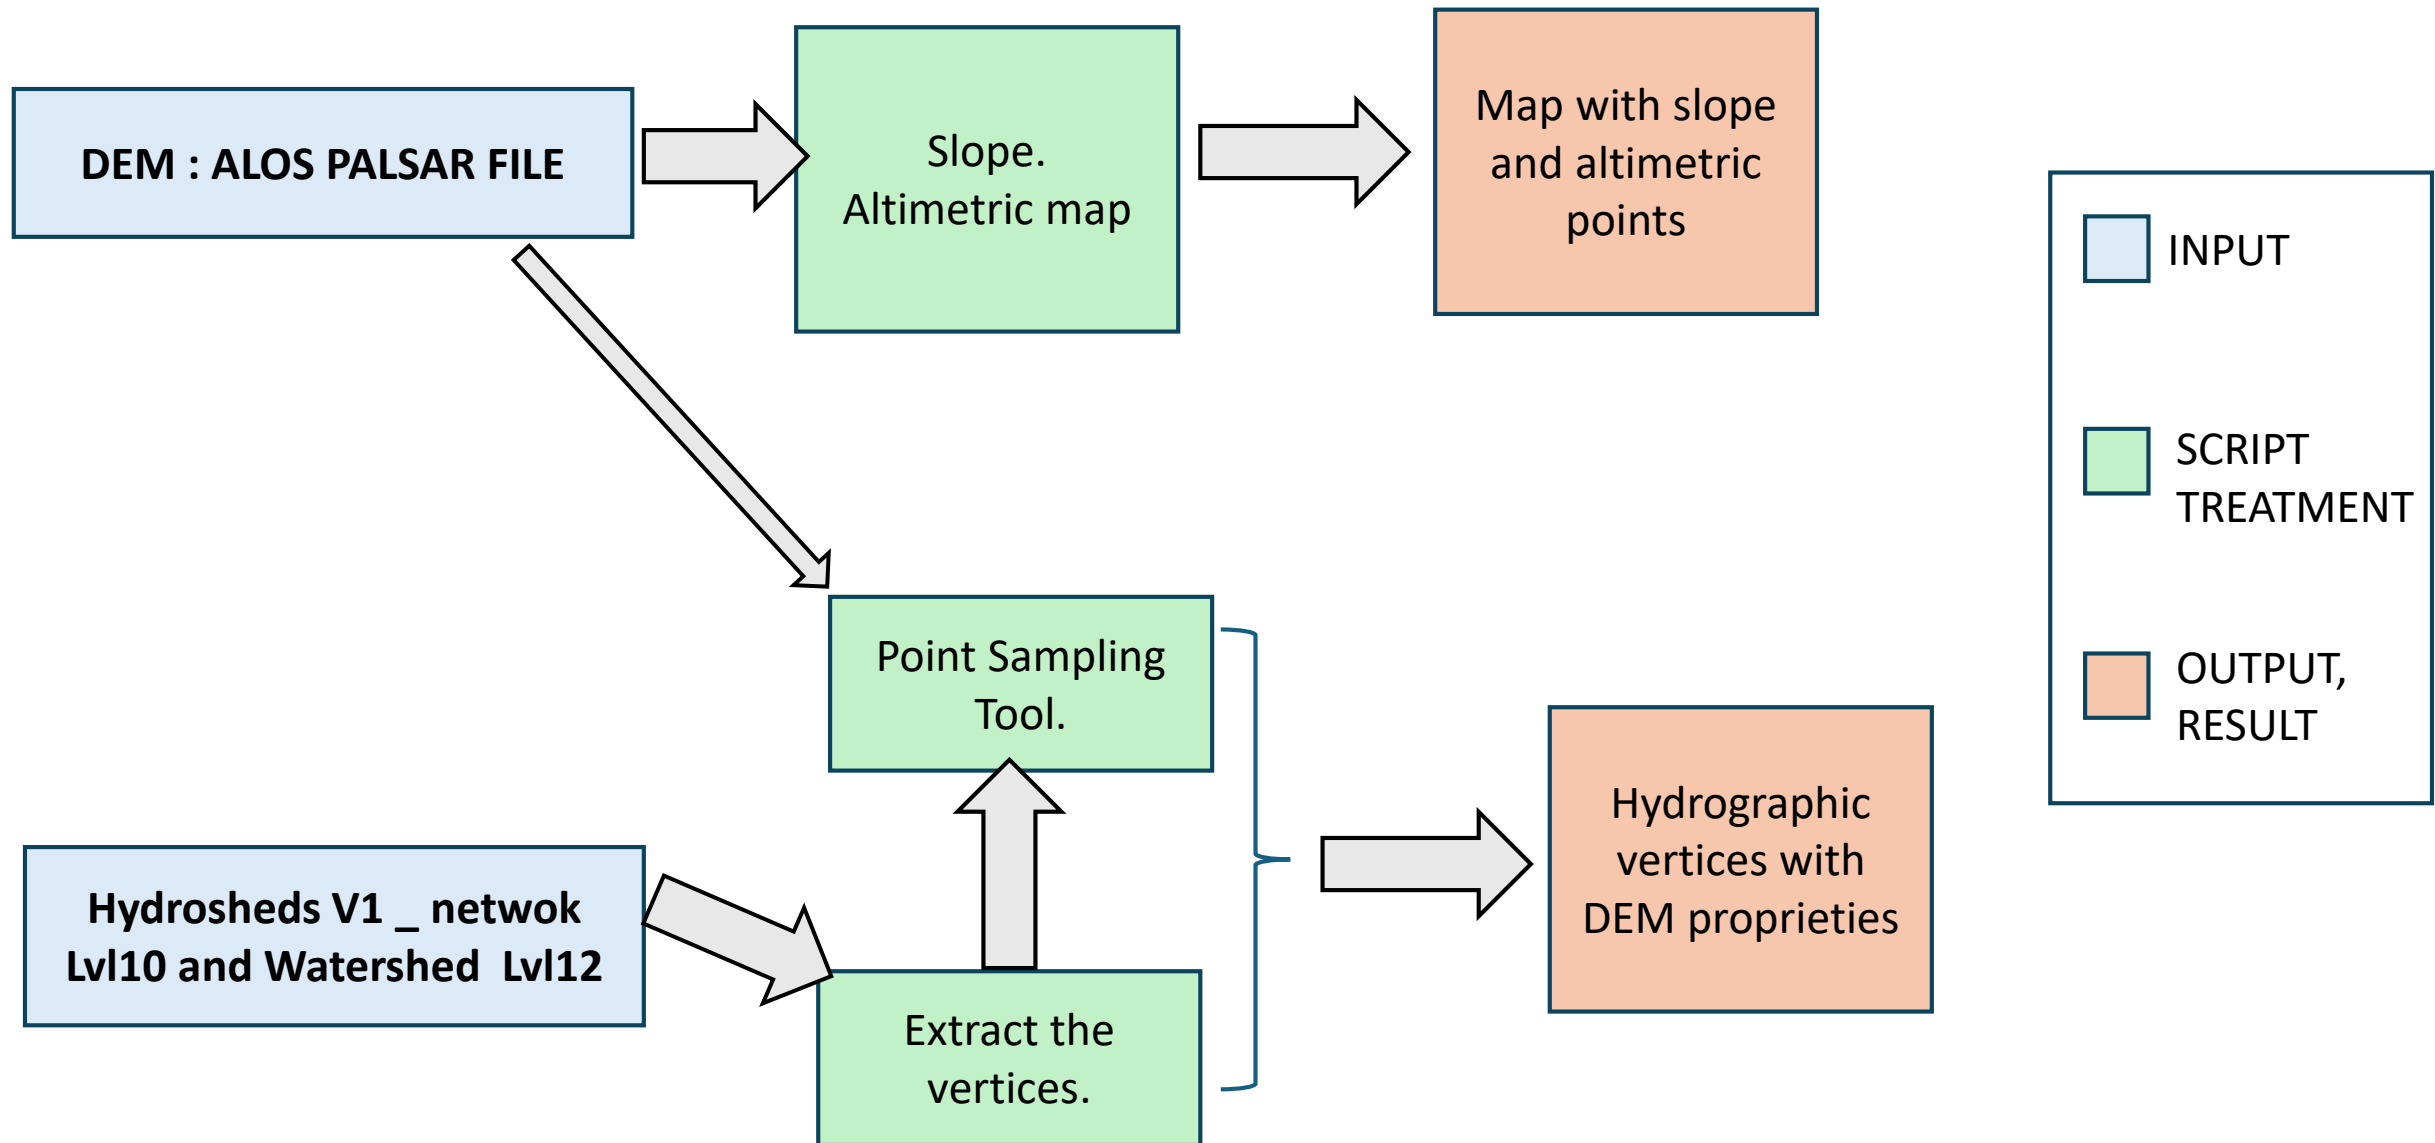 DEM : ALOS PALSAR FILE
Slope.
Altimetric map
Map with slope
and altimetric
points
INPUT
SCRIPT
TREATMENT
OUTPUT,
RESULT
Point Sampling
Tool.
Hydrosheds V1 _ netwok
Lvl10 and Watershed  Lvl12
Extract the
vertices.
Hydrographic
vertices with
DEM proprieties